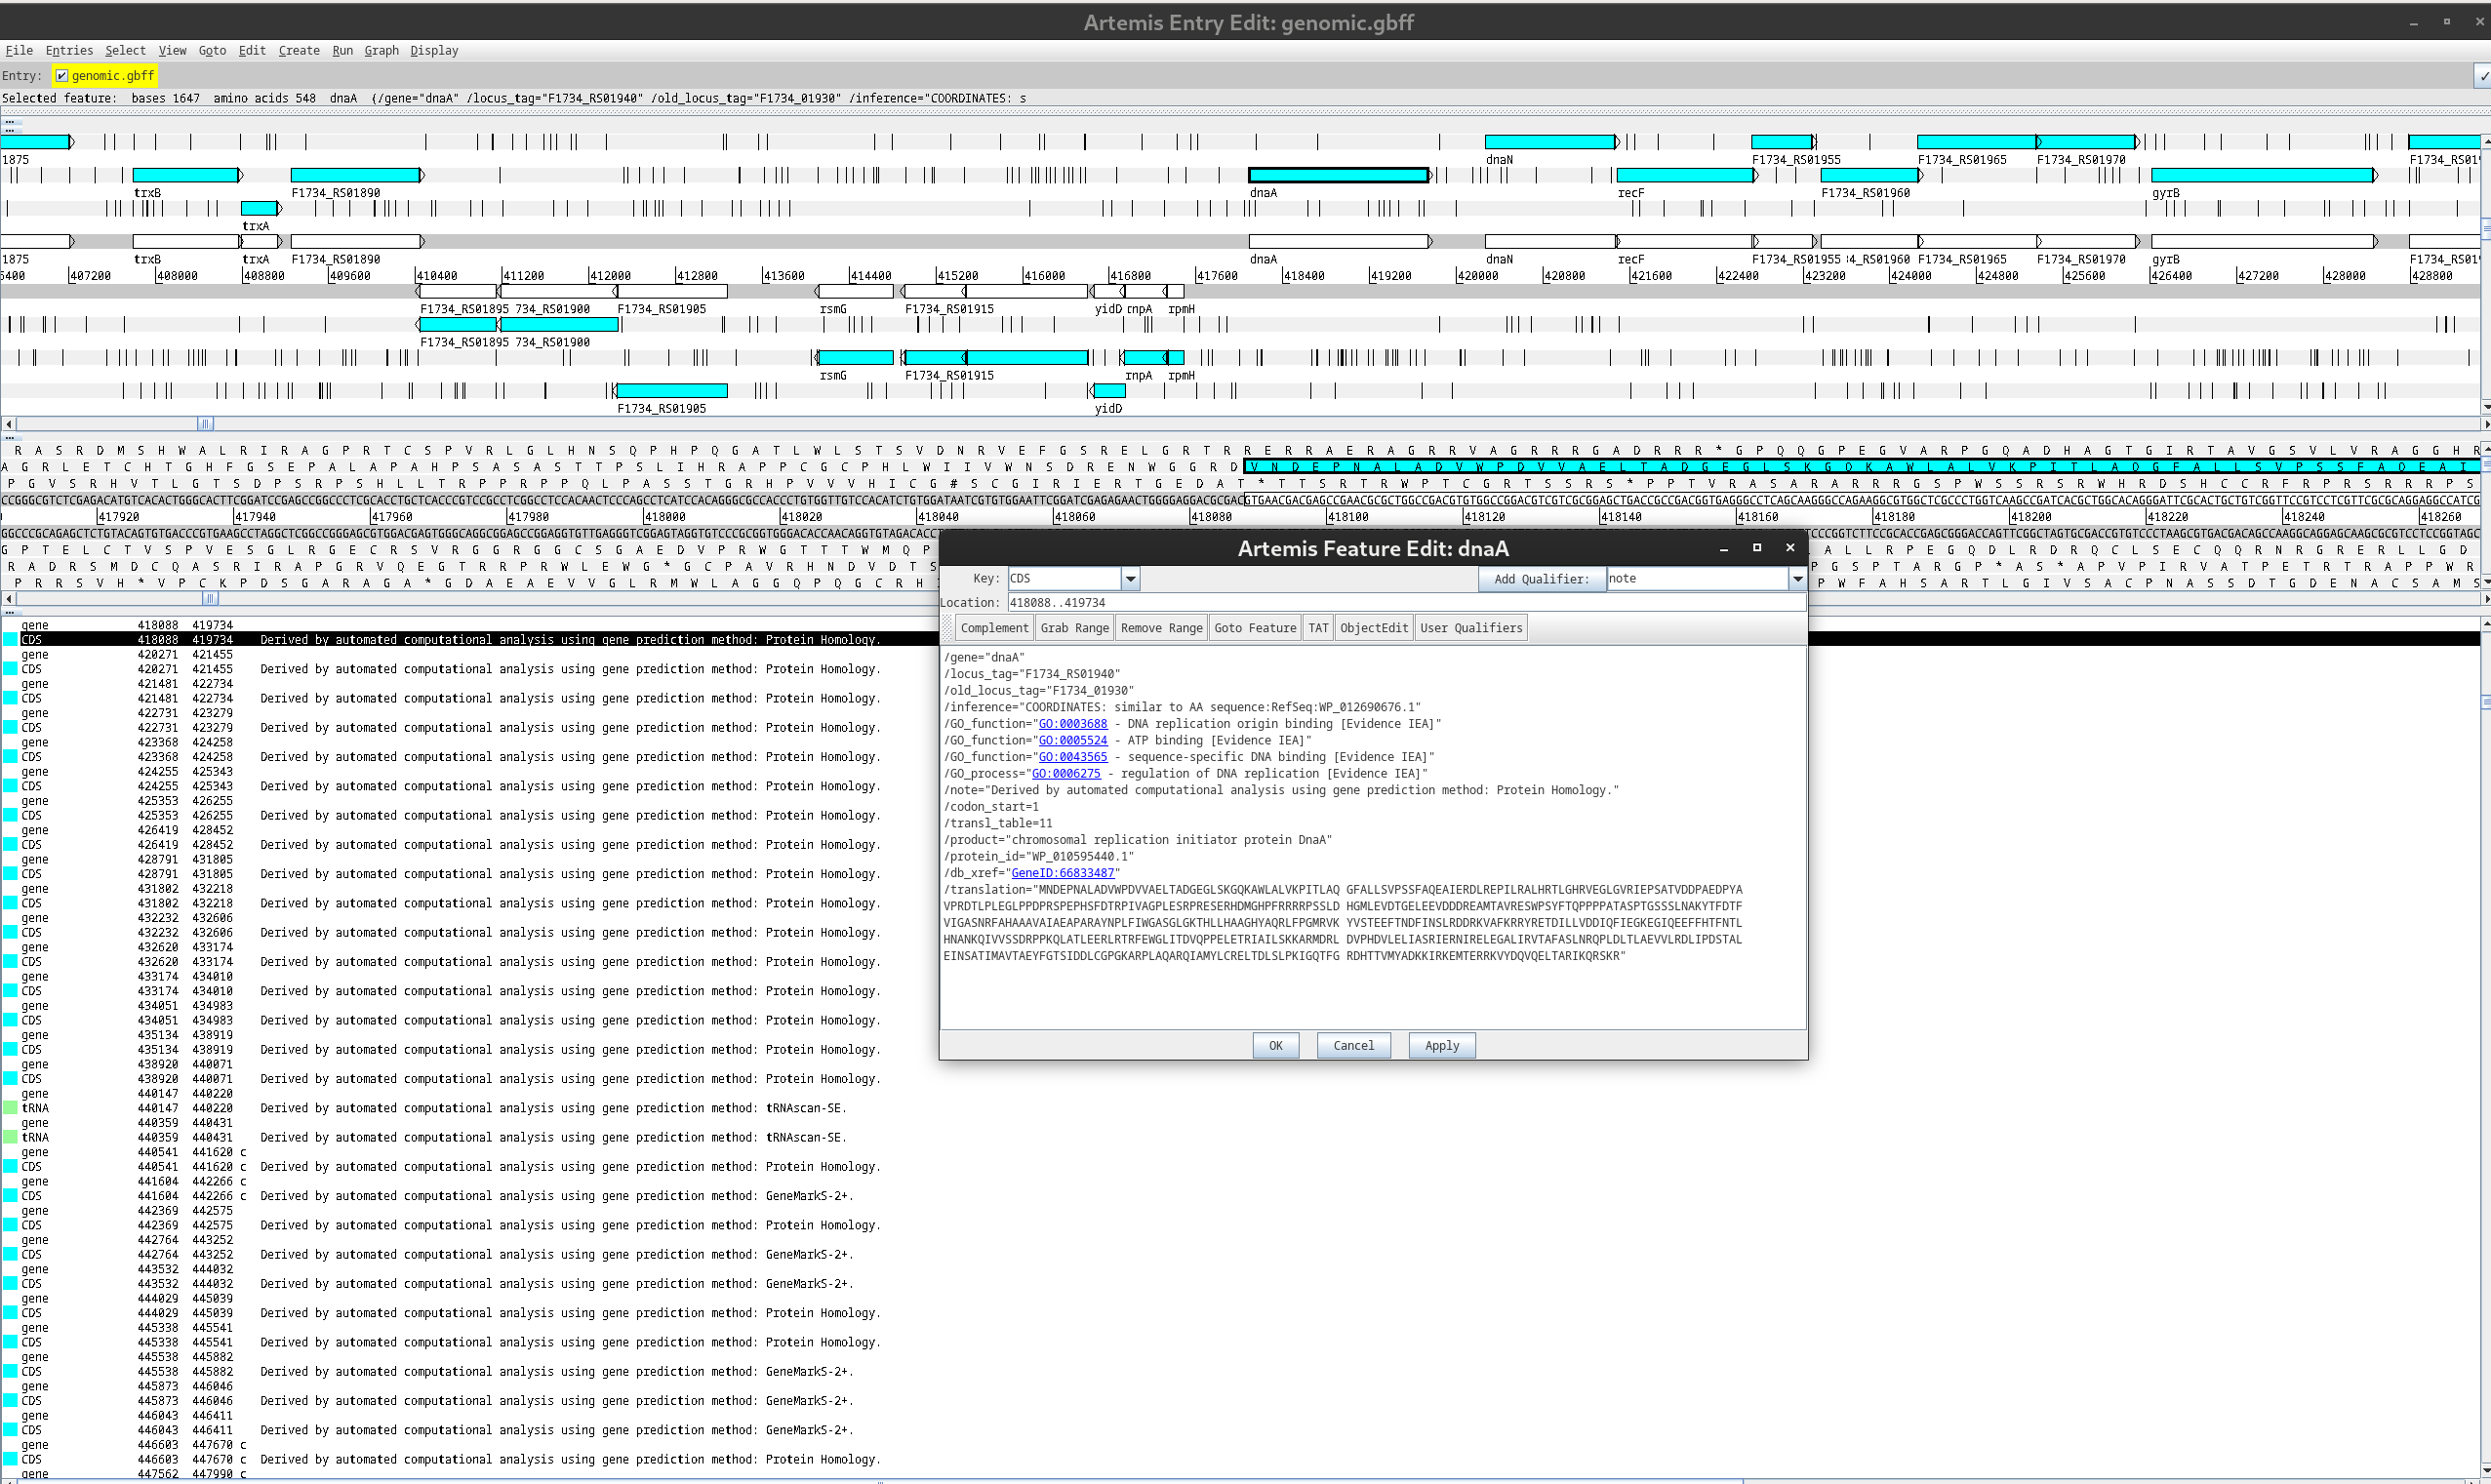 Artemis Entry Edit: genomic.gbff
File Entries Select View Goto Edit Create Run Graph Display
Entry: genomic.gbff
Selected feature: bases 1647 amino acids 548 dnaA (/gene="dnaA" /locus_tag="F1734_RS01940" /old_locus_tag="F1734_01930" /inference="COORDINATES: s
1875 dnaN F1734_RS01955 F1734_RS01965 F1734_RS01970
trxB F1734_RS01890 dnaA recF F1734_RS01960 gyrB
trxA
1875 trxB trxA F1734_RS01890 dnaA dnaN recF F1734_RS01955 F1734_RS01965 F1734_RS01970 gyrB
407200 408000 408800 409600 410400 411200 412000 412800 413600 414400 415200 416000 416800 417600 418400 419200 420000 420800 421600 422400 423200 424000 424800 425600 426400 427200 428000 428800
F1734_RS01895 734_RS01900 F1734_RS01905 rsmG F1734_RS01915 yidD rnpA rpmH
F1734_RS01895 734_RS01900
rsmG F1734_RS01915 rnpA rpmH
F1734_RS01905 yidD
417920 417940 417960 417980 418000 418020 418040 418060 418080 418100 418120 418140 418160 418180 418200 418220 418240 418260
Artemis Feature Edit: dnaA
Key: CDS Add Qualifier: note
Location: 418088..419734
Complement Grab Range Remove Range Goto Feature TAT ObjectEdit User Qualifiers
/gene="dnaA"
/locus_tag="F1734_RS01940"
/old_locus_tag="F1734_01930"
/inference="COORDINATES: similar to AA sequence:RefSeq:WP_012690676.1"
/GO_function="GO:0003688 - DNA replication origin binding [Evidence IEA]"
/GO_function="GO:0005524 - ATP binding [Evidence IEA]"
/GO_function="GO:0043565 - sequence-specific DNA binding [Evidence IEA]"
/GO_process="GO:0006275 - regulation of DNA replication [Evidence IEA]"
/note="Derived by automated computational analysis using gene prediction method: Protein Homology."
/codon_start=1
/transl_table=11
/product="chromosomal replication initiator protein DnaA"
/protein_id="WP_010595440.1"
/db_xref="GeneID:66833487"
/translation="MNDEPNALADVWPDVVAELTADGEGLSKGQKAWLALVKPITLAQ GFALLSVPSSFAQEAIERDLREPILRALHRTLGHRVEGLGVRIEPSATVDDPAEDPYA
VPRDTLPLEGLPPDPRSPEPHSFDTRPIVAGPLESRPRESERHDMGHPFRRRRPSSLD HGMLEVDTGELEEVDDDREAMTAVRESWPSYFTQPPPPATASPTGSSSLNAKYTFDTF
VIGASNRFAHAAAVAIAEAPARAYNPLFIWGASGLGKTHLLHAAGHYAQRLFPGMRVK YVSTEEFTNDFINSLRDDRKVAFKRRYRETDILLVDDIQFIEGKEGIQEEFFHTFNTL
HNANKQIVVSSDRPPKQLATLEERLRTRFEWGLITDVQPPELETRIAILSKKARMDRL DVPHDVLELIASRIERNIRELEGALIRVTAFASLNRQPLDLTLAEVVLRDLIPDSTAL
EINSATIMAVTAEYFGTSIDDLCGPGKARPLAQARQIAMYLCRELTDLSLPKIGQTFG RDHTTVMYADKKIRKEMTERRKVYDQVQELTARIKQRSKR"
OK Cancel Apply
gene 418088 419734
CDS 418088 419734 Derived by automated computational analysis using gene prediction method: Protein Homology.
gene 420271 421455
CDS 420271 421455 Derived by automated computational analysis using gene prediction method: Protein Homology.
gene 421481 422734
CDS 421481 422734 Derived by automated computational analysis using gene prediction method: Protein Homology.
gene 422731 423279
CDS 422731 423279 Derived by automated computational analysis using gene prediction method: Protein Homology.
gene 423368 424258
CDS 423368 424258 Derived by automated computational analysis using gene prediction method: Protein Homology.
gene 424255 425343
CDS 424255 425343 Derived by automated computational analysis using gene prediction method: Protein Homology.
gene 425353 426255
CDS 425353 426255 Derived by automated computational analysis using gene prediction method: Protein Homology.
gene 426419 428452
CDS 426419 428452 Derived by automated computational analysis using gene prediction method: Protein Homology.
gene 428791 431805
CDS 428791 431805 Derived by automated computational analysis using gene prediction method: Protein Homology.
gene 431802 432218
CDS 431802 432218 Derived by automated computational analysis using gene prediction method: Protein Homology.
gene 432232 432606
CDS 432232 432606 Derived by automated computational analysis using gene prediction method: Protein Homology.
gene 432620 433174
CDS 432620 433174 Derived by automated computational analysis using gene prediction method: Protein Homology.
gene 433174 434010
CDS 433174 434010 Derived by automated computational analysis using gene prediction method: Protein Homology.
gene 434051 434983
CDS 434051 434983 Derived by automated computational analysis using gene prediction method: Protein Homology.
gene 435134 438919
CDS 435134 438919 Derived by automated computational analysis using gene prediction method: Protein Homology.
gene 438920 440071
CDS 438920 440071 Derived by automated computational analysis using gene prediction method: Protein Homology.
gene 440147 440220
tRNA 440147 440220 Derived by automated computational analysis using gene prediction method: tRNAscan-SE.
gene 440359 440431
tRNA 440359 440431 Derived by automated computational analysis using gene prediction method: tRNAscan-SE.
gene 440541 441620 c
CDS 440541 441620 c Derived by automated computational analysis using gene prediction method: Protein Homology.
gene 441604 442266 c
CDS 441604 442266 c Derived by automated computational analysis using gene prediction method: GeneMarkS-2+.
gene 442369 442575
CDS 442369 442575 Derived by automated computational analysis using gene prediction method: Protein Homology.
gene 442764 443252
CDS 442764 443252 Derived by automated computational analysis using gene prediction method: GeneMarkS-2+.
gene 443532 444032
CDS 443532 444032 Derived by automated computational analysis using gene prediction method: GeneMarkS-2+.
gene 444029 445039
CDS 444029 445039 Derived by automated computational analysis using gene prediction method: Protein Homology.
gene 445338 445541
CDS 445338 445541 Derived by automated computational analysis using gene prediction method: Protein Homology.
gene 445538 445882
CDS 445538 445882 Derived by automated computational analysis using gene prediction method: GeneMarkS-2+.
gene 445873 446046
CDS 445873 446046 Derived by automated computational analysis using gene prediction method: GeneMarkS-2+.
gene 446043 446411
CDS 446043 446411 Derived by automated computational analysis using gene prediction method: GeneMarkS-2+.
gene 446603 447670 c
CDS 446603 447670 c Derived by automated computational analysis using gene prediction method: Protein Homology.
gene 447562 447990 c